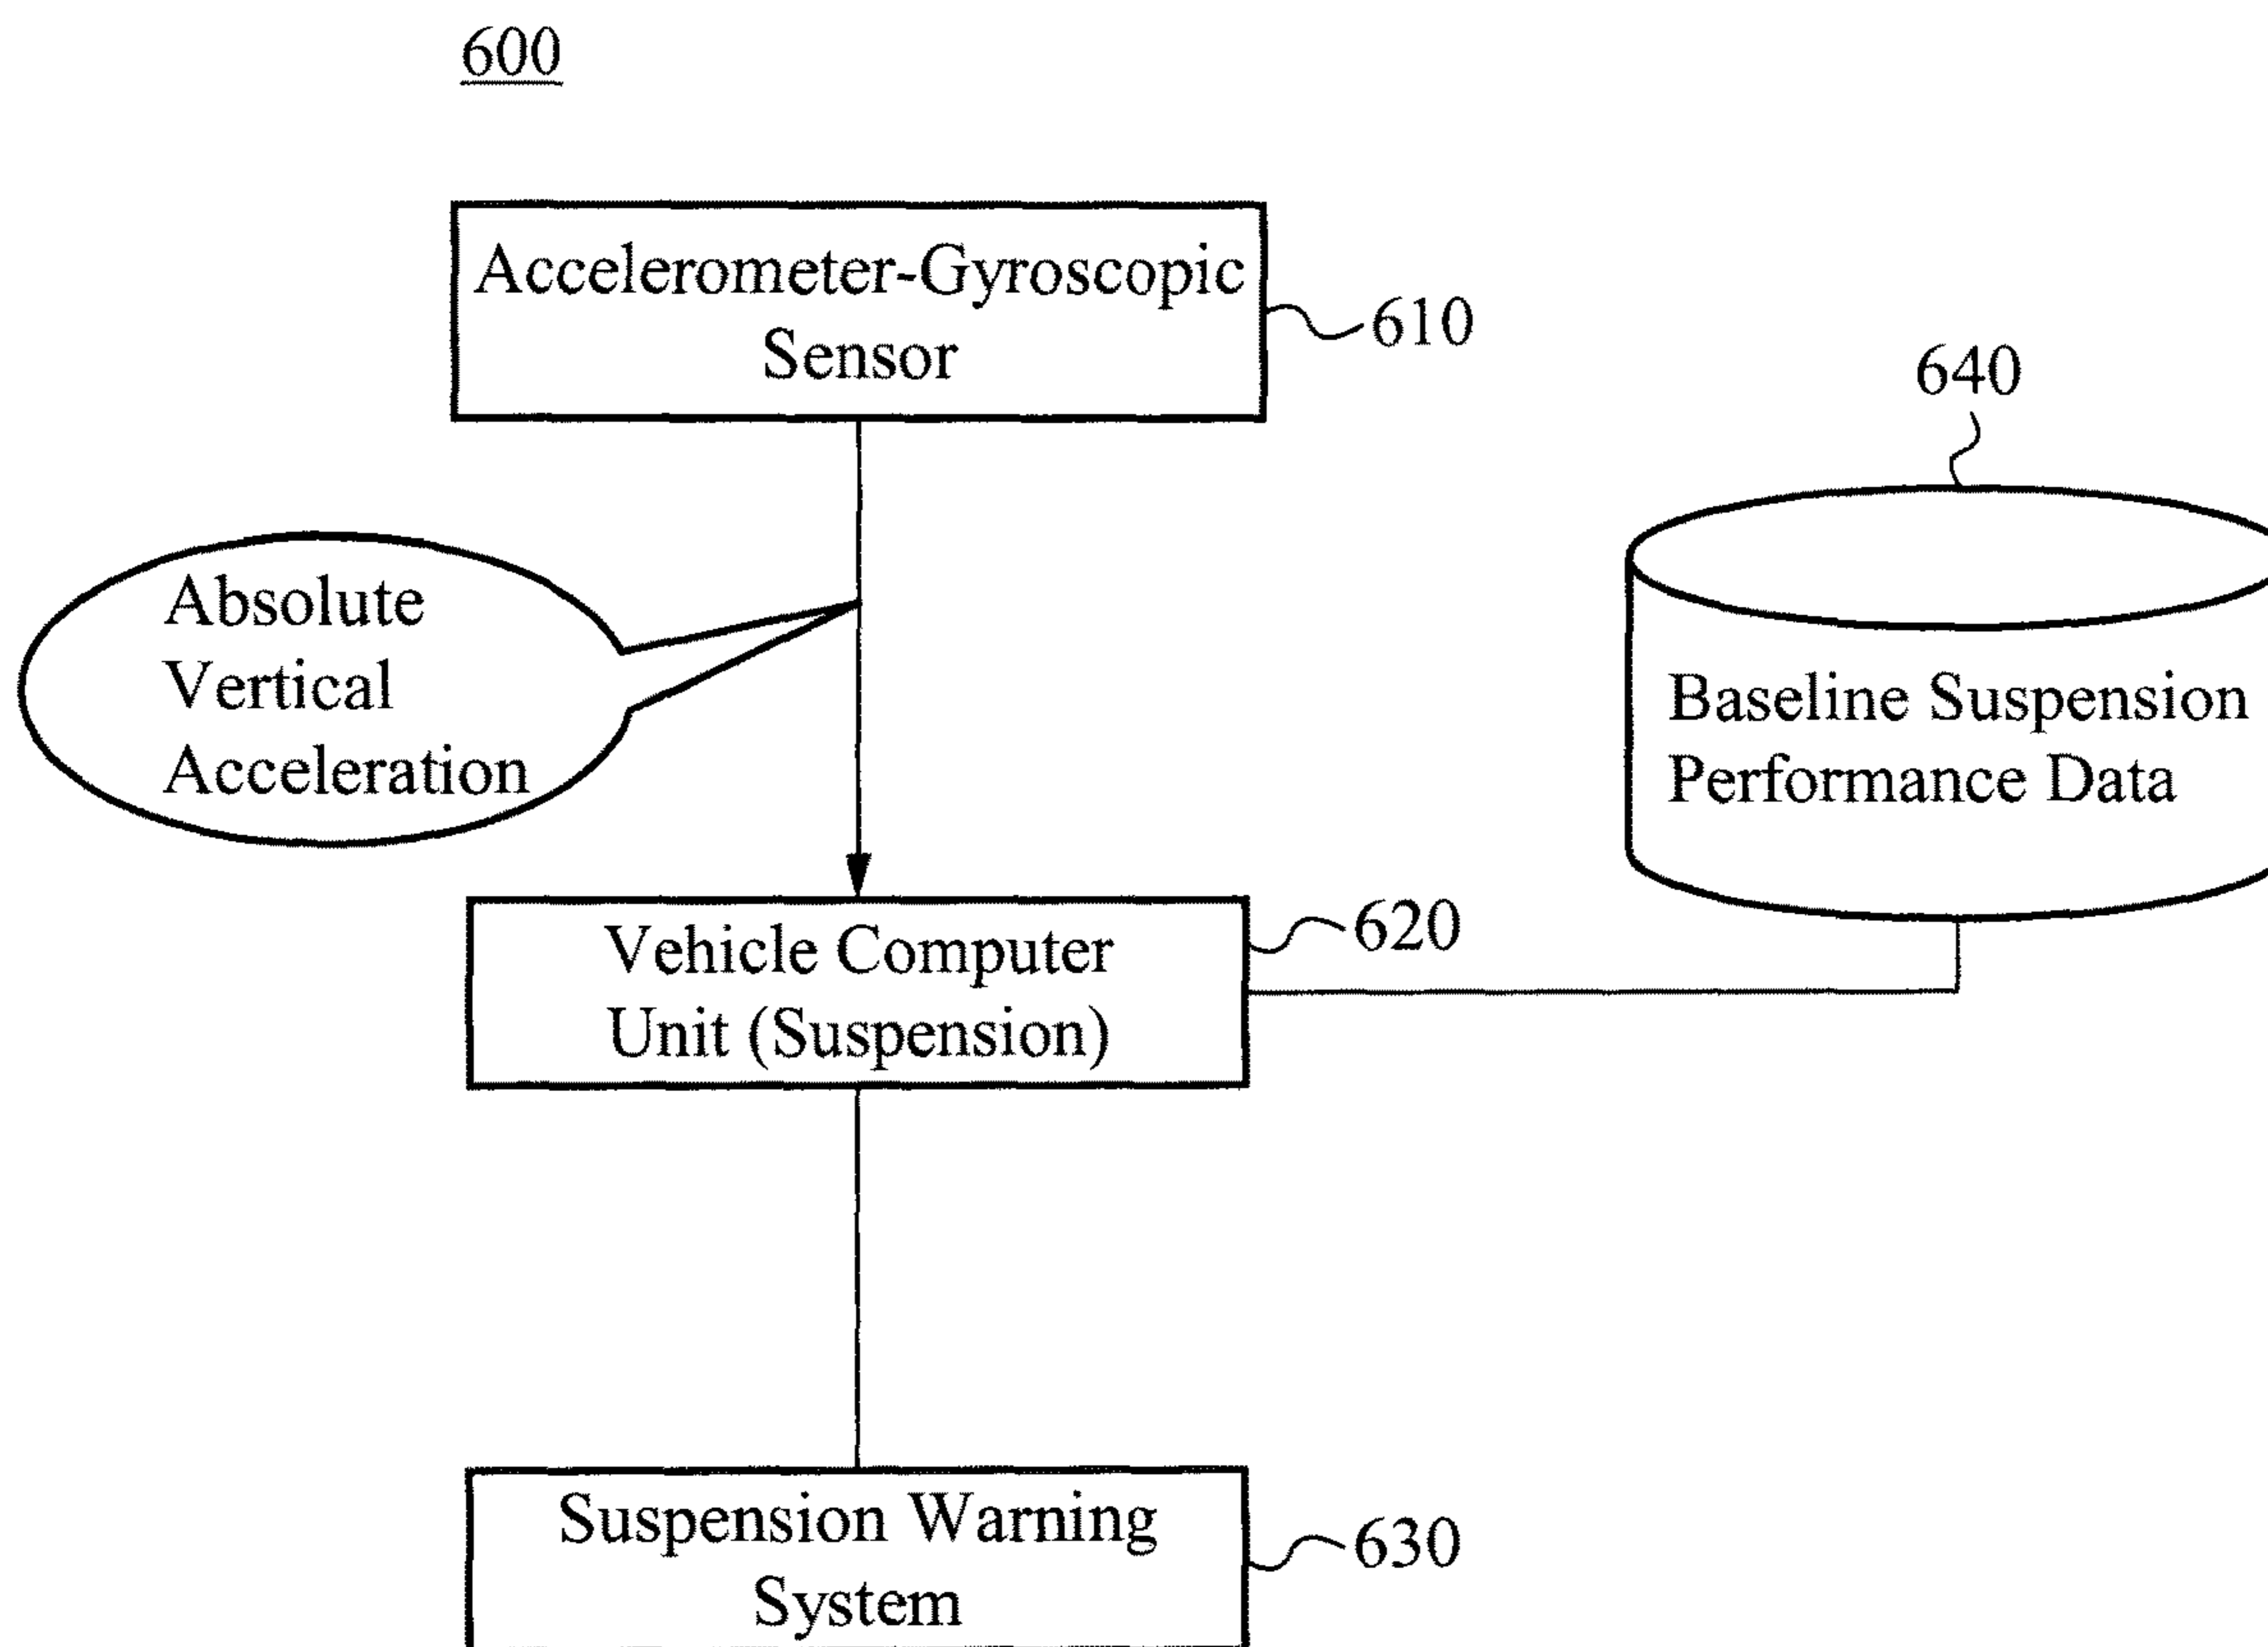 600
Accelerometer-Gyroscopic
Sensor
610
640
Absolute
Vertical
Acceleration
Baseline Suspension
Performance Data
Vehicle Computer
Unit (Suspension)
620
Suspension Warning
System
630